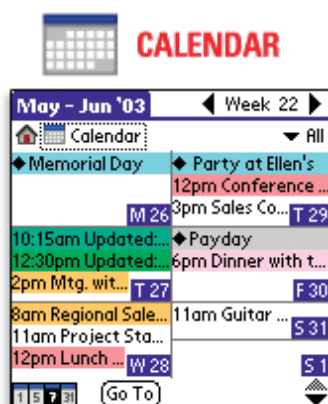 CALENDAR
May - Jun '03
Week 22
Calendar
All
Memorial Day
M 26
10:15am Updated:...
12:30pm Updated:...
2pm Mtg. wit...
T 27
8am Regional Sale...
11am Project Sta...
12pm Lunch ...
W 28
Party at Ellen's
12pm Conference ...
3pm Sales Co...
T 29
Payday
6pm Dinner with t...
F 30
11am Guitar ...
S 31
S 1
1 5 7 31
Go To